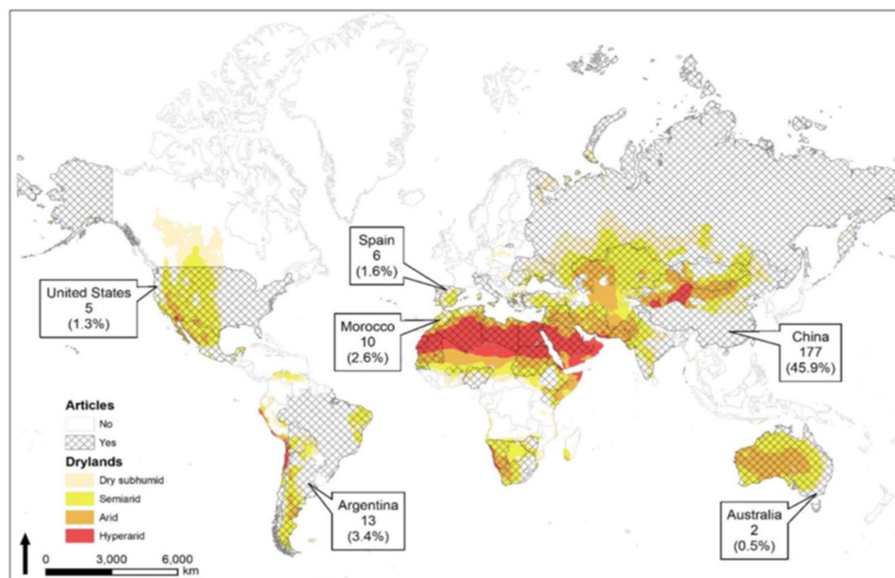 Spain
6
(1.6%)
United States
5
(1.3%)
Morocco
10
(2.6%)
China
177
(45.9%)
Articles
No
Yes
Drylands
Dry subhumid
Semiarid
Arid
Hyperarid
Argentina
13
(3.4%)
Australia
2
(0.5%)
0 3,000 6,000
km